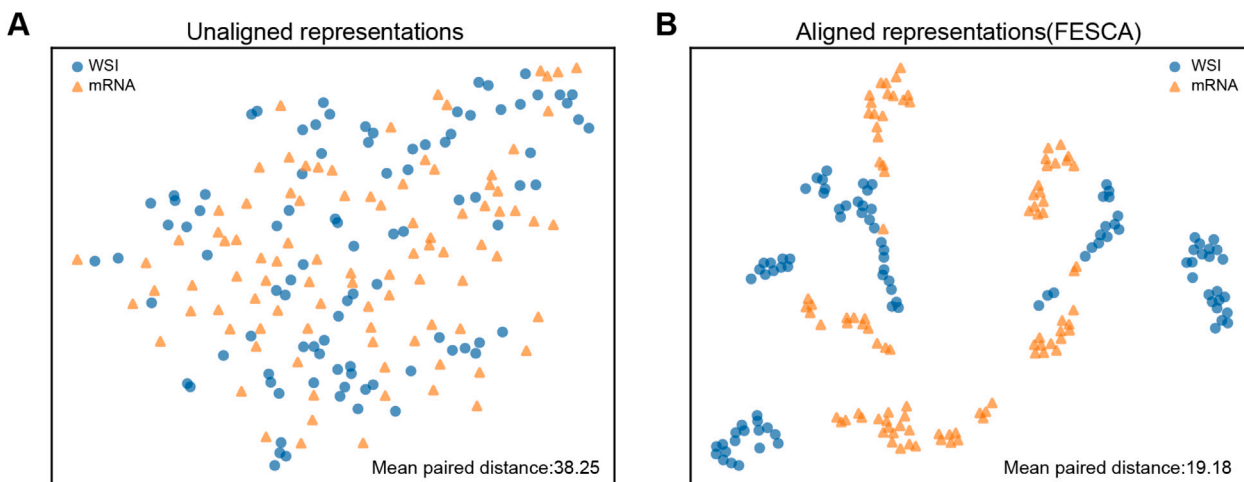 A
Unaligned representations
WSI
mRNA
Mean paired distance:38.25
B
Aligned representations(FESCA)
WSI
mRNA
Mean paired distance:19.18